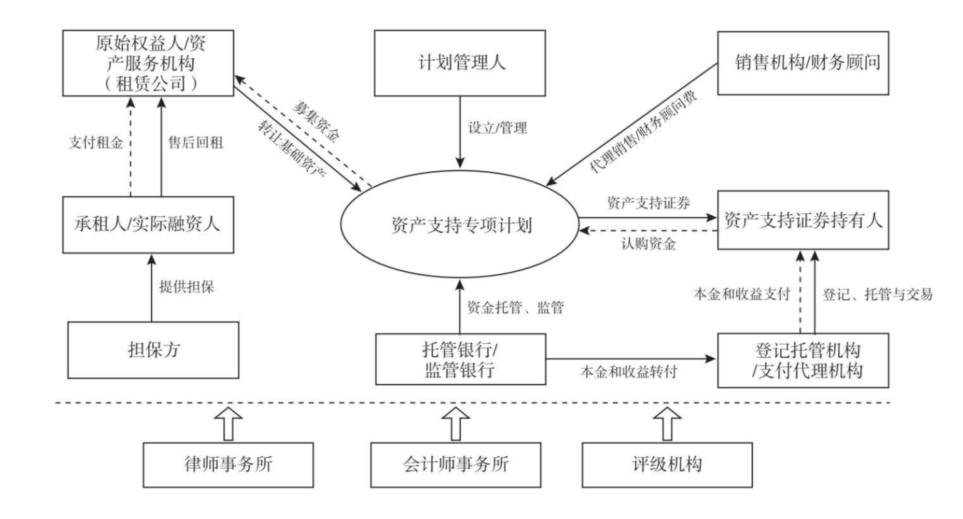 原始权益人/资
产服务机构
（租赁公司）
计划管理人
销售机构/财务顾问
募集资金
转让基础资产
设立/管理
代理销售/财务顾问费
支付租金
售后回租
承租人/实际融资人
资产支持专项计划
资产支持证券
认购资金
资产支持证券持有人
提供担保
资金托管、监管
本金和收益支付
登记、托管与交易
担保方
托管银行/
监管银行
本金和收益转付
登记托管机构
/支付代理机构
律师事务所
会计师事务所
评级机构